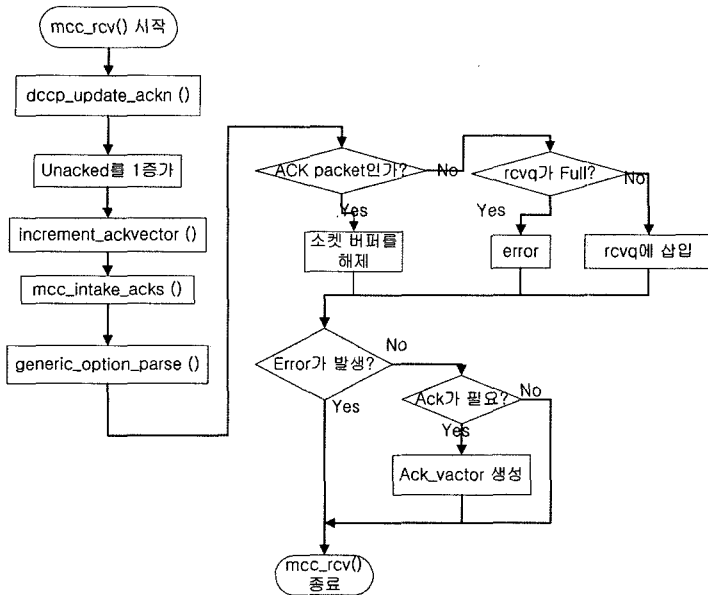 mcc_rcv() 시작
dccp_update_ackn ()
Unacked를 1증가
increment_ackvector ()
mcc_intake_acks ()
generic_option_parse ()
ACK packet인가?
No
rcvq가 Full?
No
Yes
Yes
소켓 버퍼를
해제
error
rcvq에 삽입
Error가 발생?
No
Yes
Ack가 필요?
No
Yes
Ack_vactor 생성
mcc_rcv()
종료